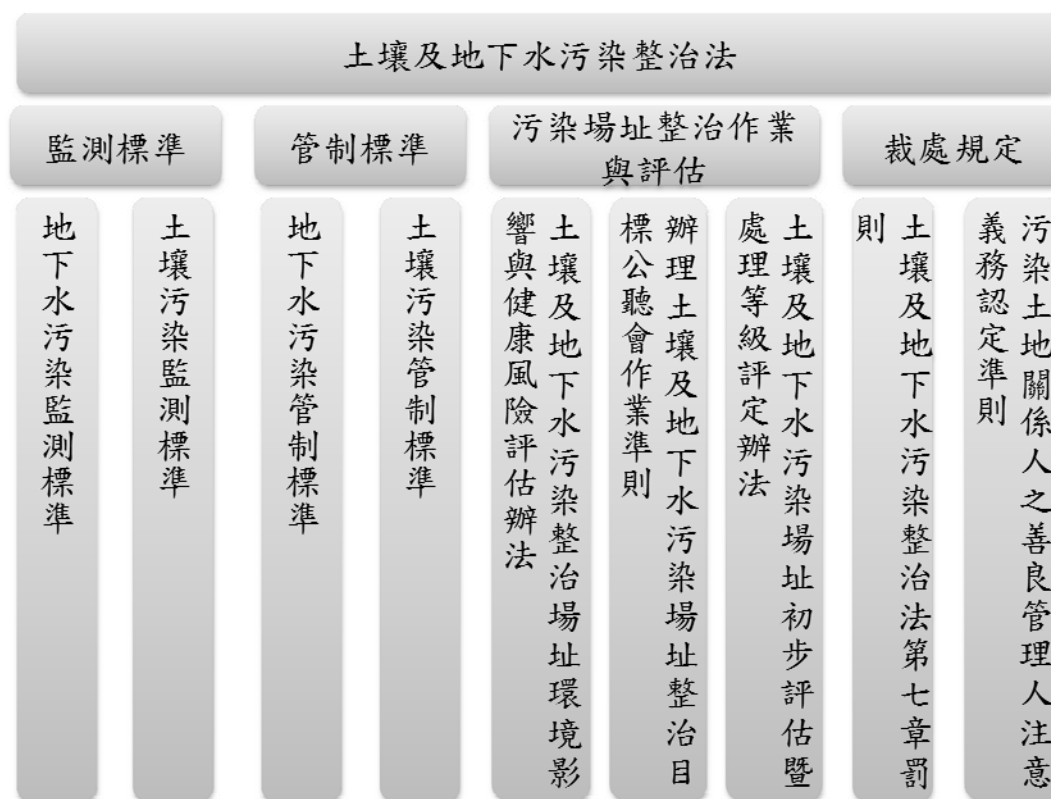 土壤及地下水污染整治法
監測標準
管制標準
污染場址整治作業
與評估
裁處規定
地下水污染監測標準
土壤污染監測標準
地下水污染管制標準
土壤污染管制標準
土壤及地下水污染整治場址環境影
響與健康風險評估辦法
辦理土壤及地下水污染場址整治目
標公聽會作業準則
土壤及地下水污染場址初步評估暨
處理等級評定辦法
土壤及地下水污染整治法第七章罰
則
污染土地關係人之善良管理人注意
義務認定準則